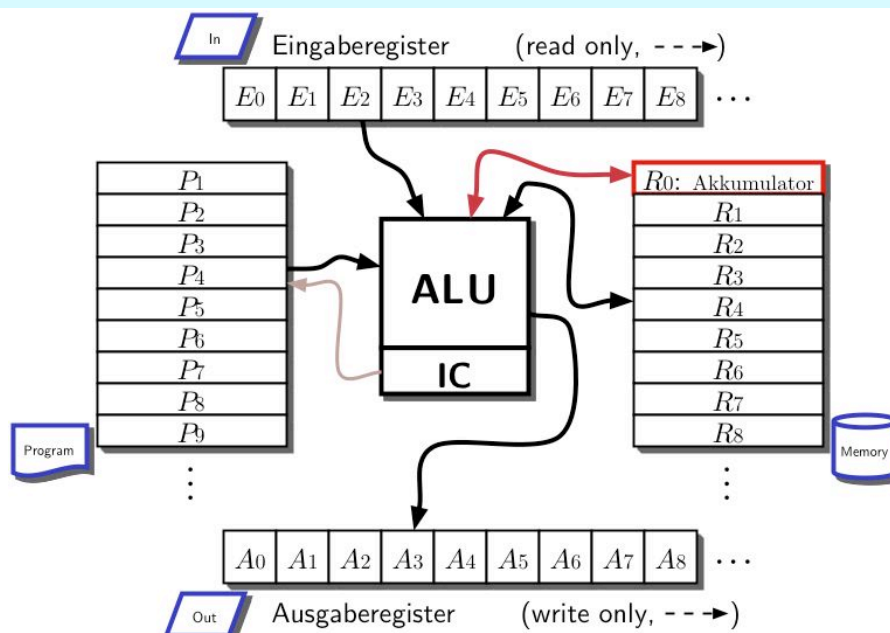 In
Eingaberegister (read only, )
E0 E1 E2 E3 E4 E5 E6 E7 E8 ···
P1
P2
P3
P4
P5
P6
P7
P8
P9
Program
ALU
IC
R0: Akkumulator
R1
R2
R3
R4
R5
R6
R7
R8
Memory
A0 A1 A2 A3 A4 A5 A6 A7 A8 ···
Out
Ausgaberegister (write only, )